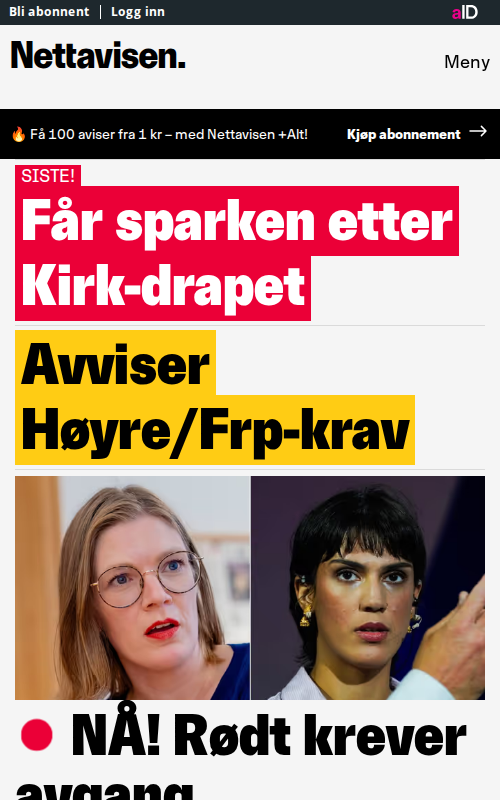 Bli abonnent | Logg inn
aID
Nettavisen.
Meny
🔥 Få 100 aviser fra 1 kr – med Nettavisen +Alt!
Kjøp abonnement →
SISTE!
Får sparken etter
Kirk-drapet
Avviser
Høyre/Frp-krav
NÅ! Rødt krever
avgang